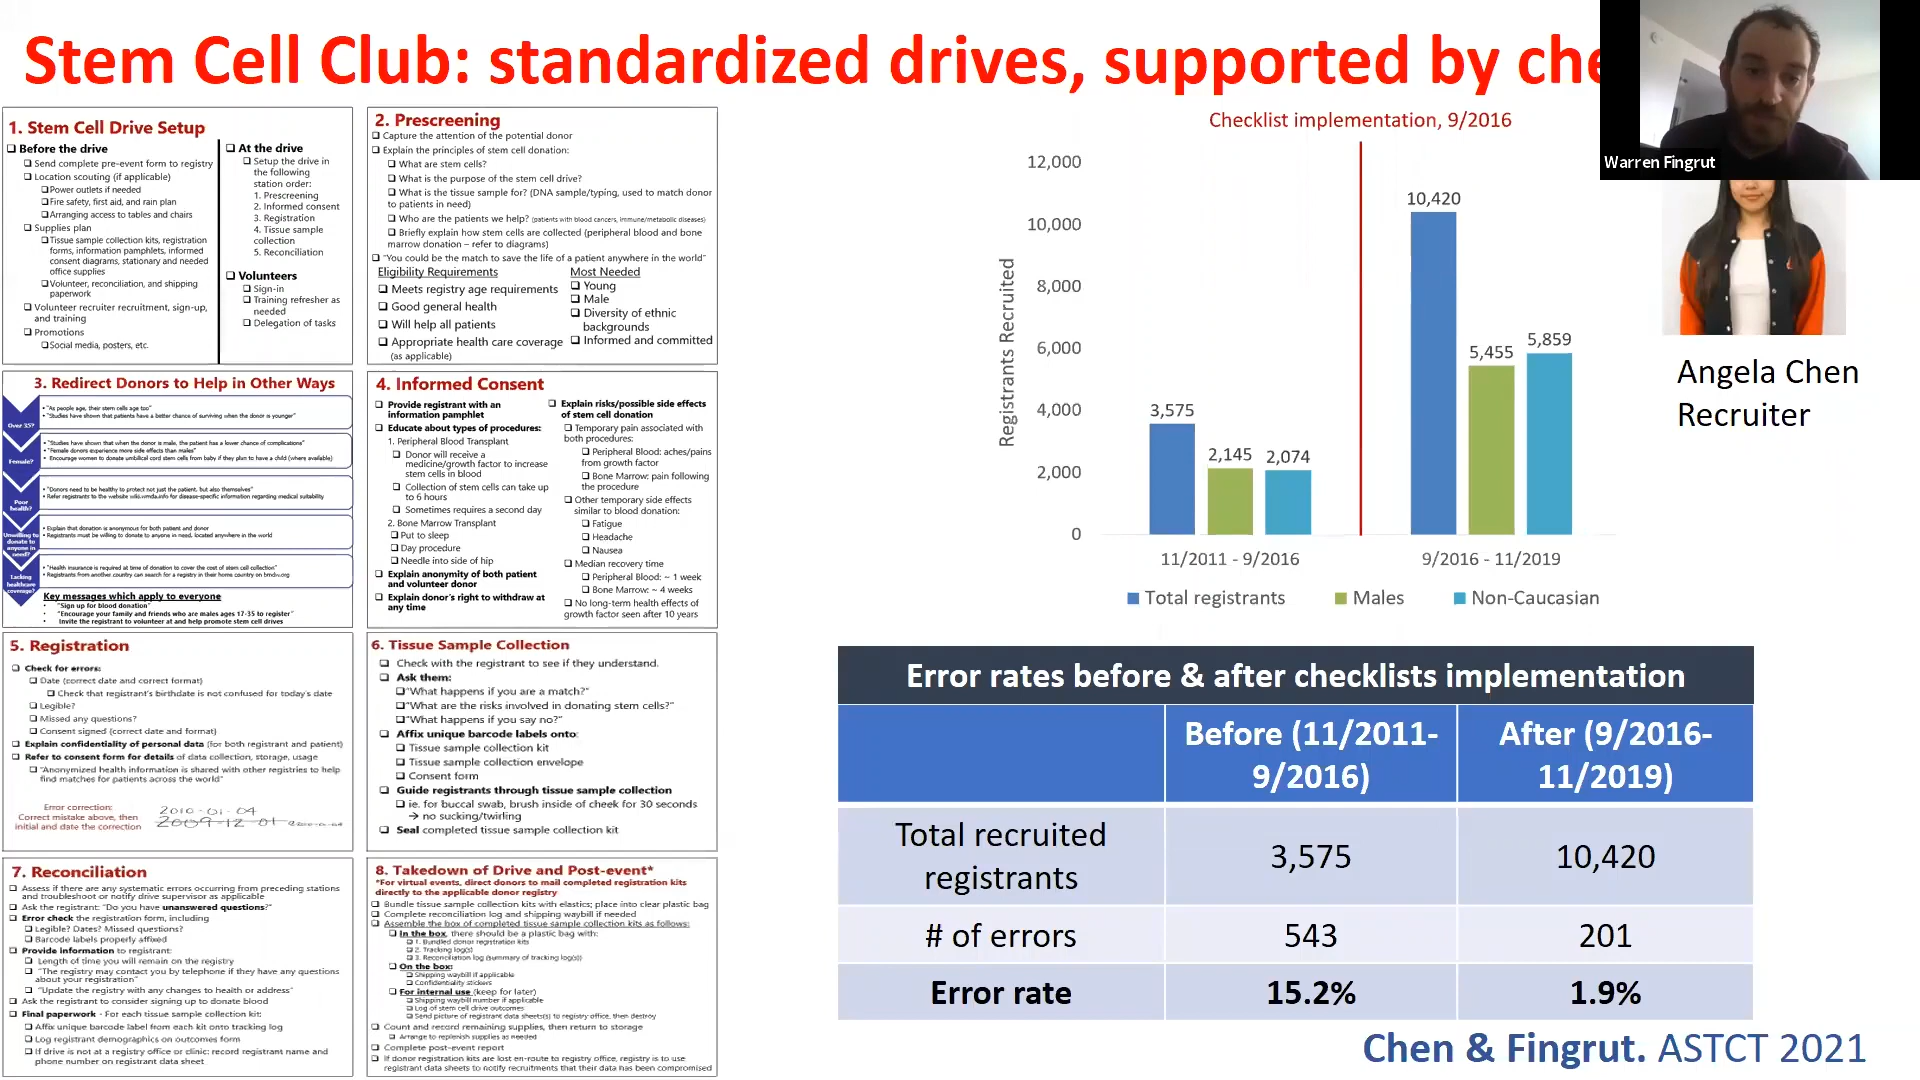 Stem Cell Club: standardized drives, supported by che
Warren Fingrut
1. Stem Cell Drive Setup
❑ Before the drive
❑ Send complete pre-event form to registry
❑ Location scouting (if applicable)
❑ Power outlets if needed
❑ Fire safety, first aid, and rain plan
❑ Arranging access to tables and chairs
❑ Supplies plan
❑ Tissue sample collection kits, registration
forms, information pamphlets, informed
consent diagrams, stationary and needed
office supplies
❑ Volunteer, reconciliation, and shipping
paperwork
❑ Volunteer recruiter recruitment, sign-up,
and training
❑ Promotions
❑ Social media, posters, etc.
❑ At the drive
❑ Setup the drive in
the following
station order:
1. Prescreening
2. Informed consent
3. Registration
4. Tissue sample
collection
5. Reconciliation
❑ Volunteers
❑ Sign-in
❑ Training refresher as
needed
❑ Delegation of tasks
2. Prescreening
❑ Capture the attention of the potential donor
❑ Explain the principles of stem cell donation:
❑ What are stem cells?
❑ What is the purpose of the stem cell drive?
❑ What is the tissue sample for? (DNA sample/typing, used to match donor
to patients in need)
❑ Who are the patients we help? (patients with blood cancers, immune/metabolic diseases)
❑ Briefly explain how stem cells are collected (peripheral blood and bone
marrow donation – refer to diagrams)
❑ "You could be the match to save the life of a patient anywhere in the world"
Eligibility Requirements
❑ Meets registry age requirements
❑ Good general health
❑ Will help all patients
❑ Appropriate health care coverage
(as applicable)
Most Needed
❑ Young
❑ Male
❑ Diversity of ethnic
backgrounds
❑ Informed and committed
3. Redirect Donors to Help in Other Ways
Over 35?
• "As people age, their stem cells age too"
• "Studies have shown that patients have a better chance of surviving when the donor is younger"
Female?
• "Studies have shown that when the donor is male, the patient has a lower chance of complications"
• "Female donors experience more side effects than males"
• Encourage women to donate umbilical cord stem cells from baby if they plan to have a child (where available)
Poor
health?
• "Donors need to be healthy to protect not just the patient, but also themselves"
• Refer registrants to the website wiki.wmda.info for disease-specific information regarding medical suitability
Unwilling to
donate to
anyone in
need?
• Explain that donation is anonymous for both patient and donor
• Registrants must be willing to donate to anyone in need, located anywhere in the world
Lacking
healthcare
coverage?
• "Health insurance is required at time of donation to cover the cost of stem cell collection"
• Registrants from another country can search for a registry in their home country on bmdw.org
Key messages which apply to everyone
• "Sign up for blood donation"
• "Encourage your family and friends who are males ages 17-35 to register"
• Invite the registrant to volunteer at and help promote stem cell drives
4. Informed Consent
❑ Provide registrant with an
information pamphlet
❑ Educate about types of procedures:
1. Peripheral Blood Transplant
❑ Donor will receive a
medicine/growth factor to increase
stem cells in blood
❑ Collection of stem cells can take up
to 6 hours
❑ Sometimes requires a second day
2. Bone Marrow Transplant
❑ Put to sleep
❑ Day procedure
❑ Needle into side of hip
❑ Explain anonymity of both patient
and volunteer donor
❑ Explain donor's right to withdraw at
any time
❑ Explain risks/possible side effects
of stem cell donation
❑ Temporary pain associated with
both procedures:
❑ Peripheral Blood: aches/pains
from growth factor
❑ Bone Marrow: pain following
the procedure
❑ Other temporary side effects
similar to blood donation:
❑ Fatigue
❑ Headache
❑ Nausea
❑ Median recovery time
❑ Peripheral Blood: ~ 1 week
❑ Bone Marrow: ~ 4 weeks
❑ No long-term health effects of
growth factor seen after 10 years
5. Registration
❑ Check for errors:
❑ Date (correct date and correct format)
❑ Check that registrant's birthdate is not confused for today's date
❑ Legible?
❑ Missed any questions?
❑ Consent signed (correct date and format)
❑ Explain confidentiality of personal data (for both registrant and patient)
❑ Refer to consent form for details of data collection, storage, usage
❑ "Anonymized health information is shared with other registries to help
find matches for patients across the world"
Error correction:
Correct mistake above, then
initial and date the correction
2010-01-04
2009-12-01
6. Tissue Sample Collection
❑ Check with the registrant to see if they understand.
❑ Ask them:
❑ "What happens if you are a match?"
❑ "What are the risks involved in donating stem cells?"
❑ "What happens if you say no?"
❑ Affix unique barcode labels onto:
❑ Tissue sample collection kit
❑ Tissue sample collection envelope
❑ Consent form
❑ Guide registrants through tissue sample collection
❑ ie. for buccal swab, brush inside of cheek for 30 seconds
→ no sucking/twirling
❑ Seal completed tissue sample collection kit
7. Reconciliation
❑ Assess if there are any systematic errors occurring from preceding stations
and troubleshoot or notify drive supervisor as applicable
❑ Ask the registrant: "Do you have unanswered questions?"
❑ Error check the registration form, including
❑ Legible? Dates? Missed questions?
❑ Barcode labels properly affixed
❑ Provide information to registrant:
❑ Length of time you will remain on the registry
❑ "The registry may contact you by telephone if they have any questions
about your registration"
❑ "Update the registry with any changes to health or address"
❑ Ask the registrant to consider signing up to donate blood
❑ Final paperwork - For each tissue sample collection kit:
❑ Affix unique barcode label from each kit onto tracking log
❑ Log registrant demographics on outcomes form
❑ If drive is not at a registry office or clinic: record registrant name and
phone number on registrant data sheet
8. Takedown of Drive and Post-event*
*For virtual events, direct donors to mail completed registration kits
directly to the applicable donor registry
❑ Bundle tissue sample collection kits with elastics; place into clear plastic bag
❑ Complete reconciliation log and shipping waybill if needed
❑ Assemble the box of completed tissue sample collection kits as follows:
❑ In the box, there should be a plastic bag with:
❑ 1. Bundled donor registration kits
❑ 2. Tracking log(s)
❑ 3. Reconciliation log (summary of tracking log(s))
❑ On the box:
❑ Shipping waybill if applicable
❑ Confidentiality stickers
❑ For internal use (keep for later)
❑ Shipping waybill number if applicable
❑ Log of stem cell drive outcomes
❑ Send picture of registrant data sheets(s) to registry office, then destroy
❑ Count and record remaining supplies, then return to storage
❑ Arrange to replenish supplies as needed
❑ Complete post-event report
❑ If donor registration kits are lost en-route to registry office, registry is to use
registrant data sheets to notify recruitments that their data has been compromised
Checklist implementation, 9/2016
Registrants Recruited
12,000
10,000
8,000
6,000
4,000
2,000
0
3,575
2,145
2,074
10,420
5,455
5,859
11/2011 - 9/2016
9/2016 - 11/2019
Total registrants
Males
Non-Caucasian
Angela Chen
Recruiter
Error rates before & after checklists implementation
Before (11/2011-
9/2016)
After (9/2016-
11/2019)
Total recruited
registrants
3,575
10,420
# of errors
543
201
Error rate
15.2%
1.9%
Chen & Fingrut. ASTCT 2021